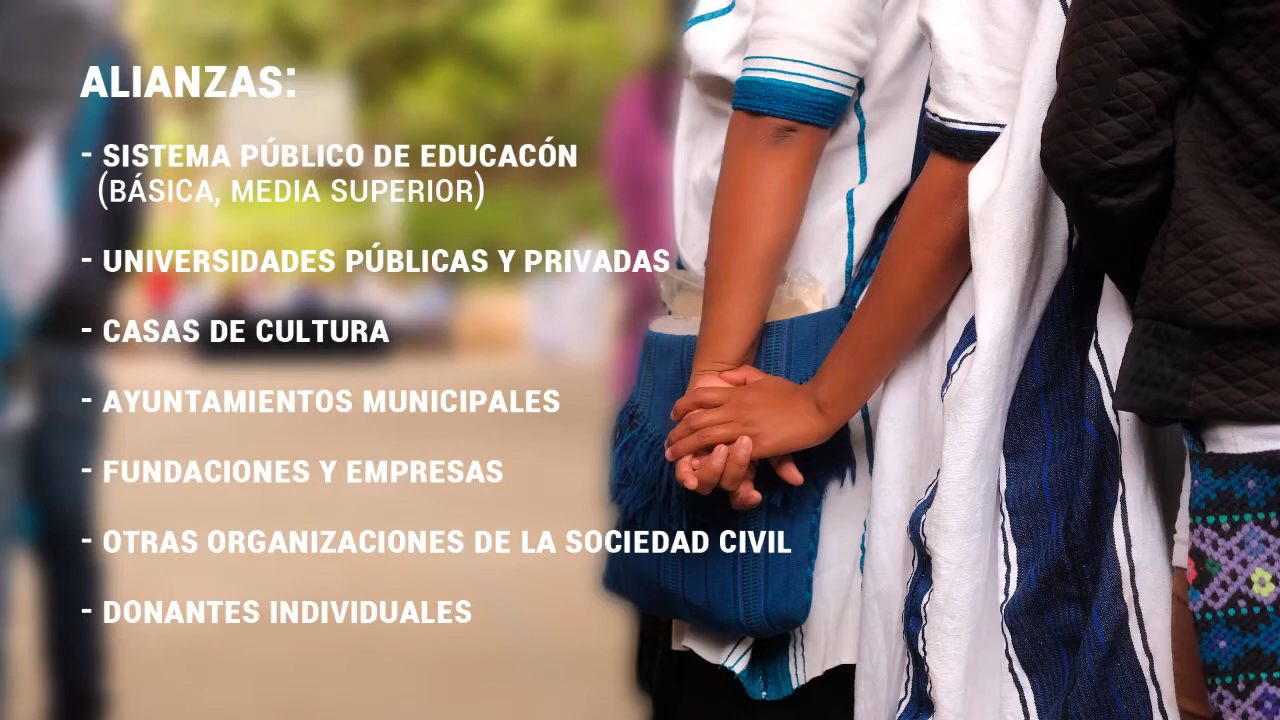 ALIANZAS:
- SISTEMA PÚBLICO DE EDUCACÓN
(BÁSICA, MEDIA SUPERIOR)
- UNIVERSIDADES PÚBLICAS Y PRIVADAS
- CASAS DE CULTURA
- AYUNTAMIENTOS MUNICIPALES
- FUNDACIONES Y EMPRESAS
- OTRAS ORGANIZACIONES DE LA SOCIEDAD CIVIL
- DONANTES INDIVIDUALES